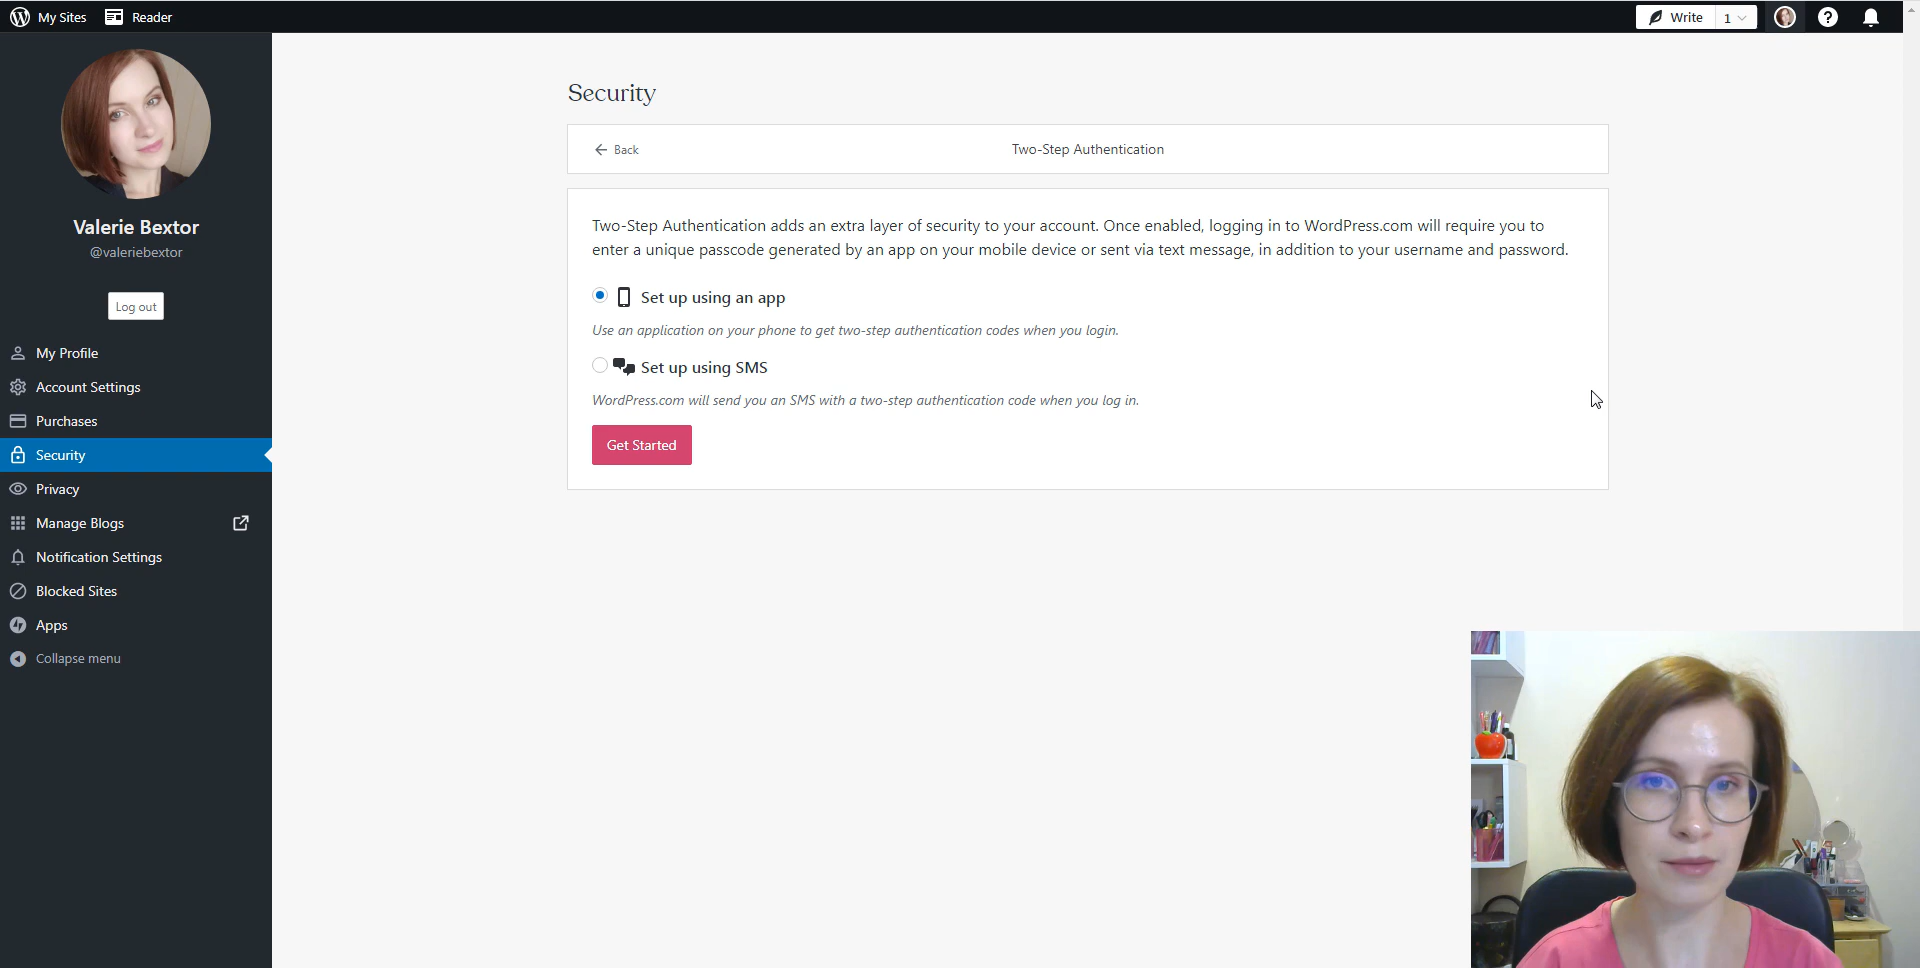 My Sites
Reader
Write
1
Valerie Bextor
@valeriebextor
Log out
My Profile
Account Settings
Purchases
Security
Privacy
Manage Blogs
Notification Settings
Blocked Sites
Apps
Collapse menu
Security
Back
Two-Step Authentication
Two-Step Authentication adds an extra layer of security to your account. Once enabled, logging in to WordPress.com will require you to
enter a unique passcode generated by an app on your mobile device or sent via text message, in addition to your username and password.
Set up using an app
Use an application on your phone to get two-step authentication codes when you login.
Set up using SMS
WordPress.com will send you an SMS with a two-step authentication code when you log in.
Get Started